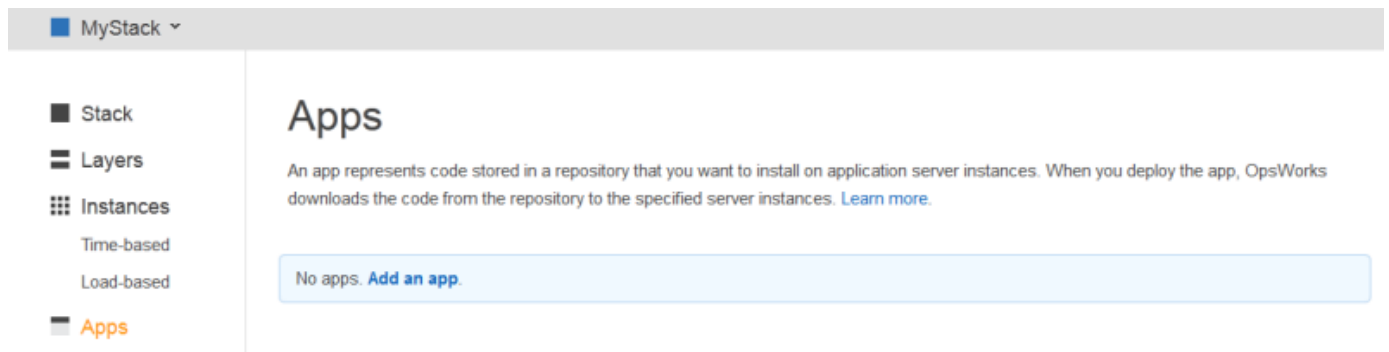 MyStack
Stack
Layers
Instances
Time-based
Load-based
Apps
Apps
An app represents code stored in a repository that you want to install on application server instances. When you deploy the app, OpsWorks
downloads the code from the repository to the specified server instances. Learn more.
No apps. Add an app.